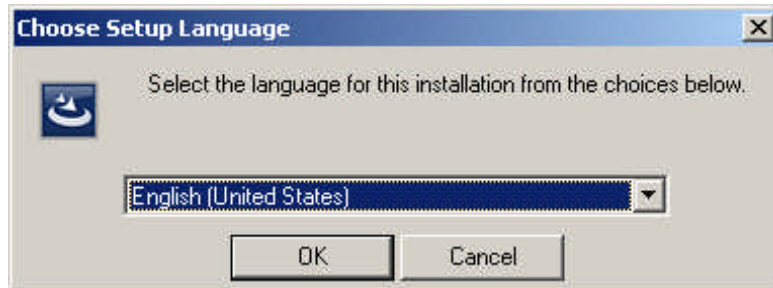 Choose Setup Language
Select the language for this installation from the choices below.
English (United States)
OK
Cancel